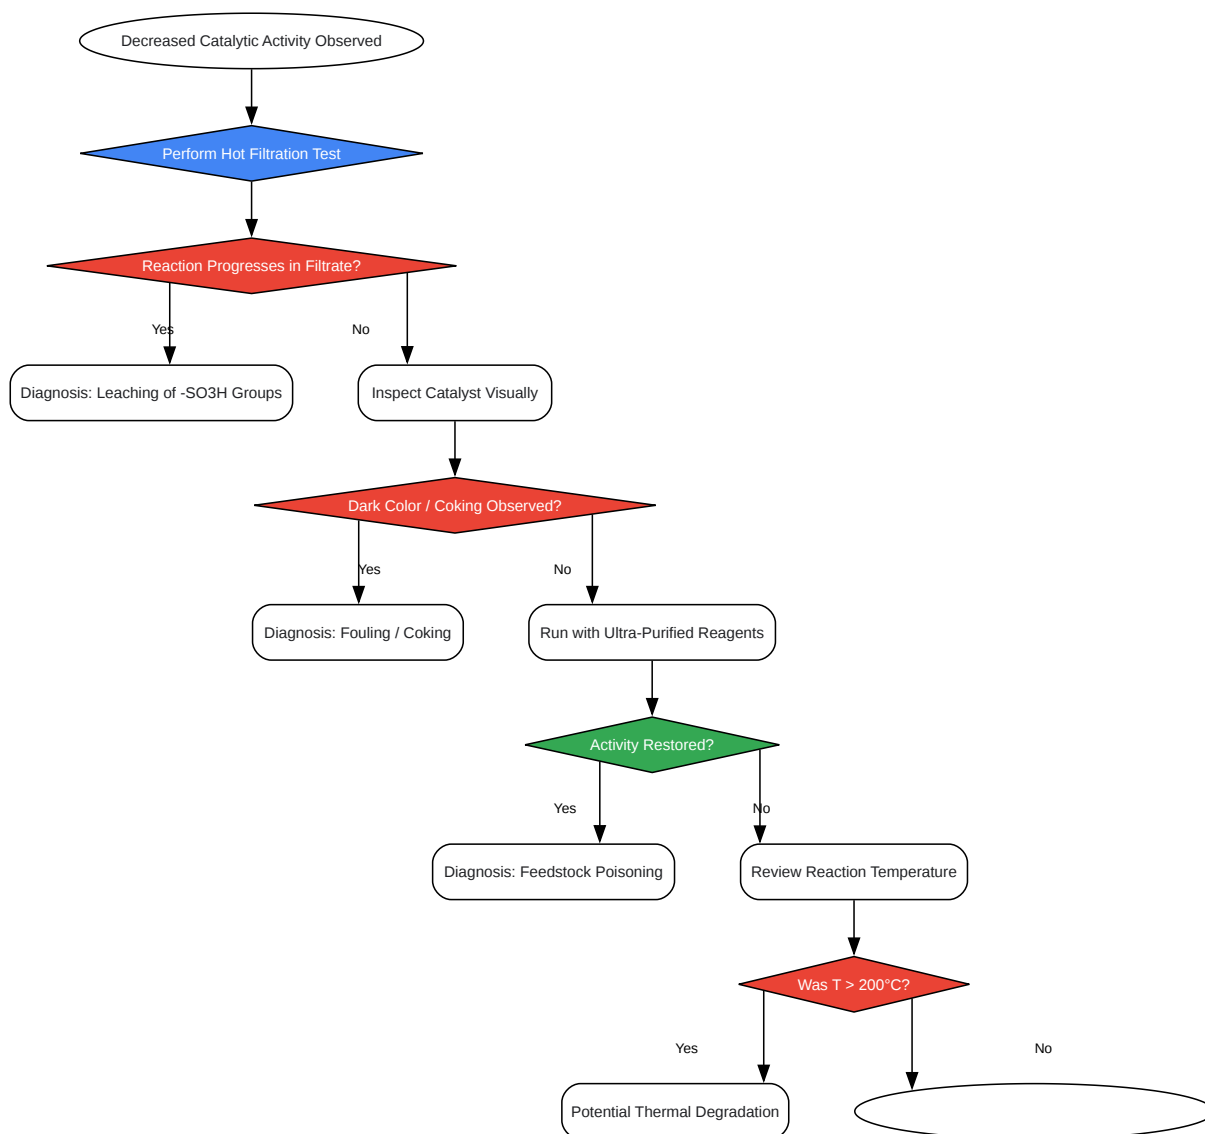 Decreased Catalytic Activity Observed
Perform Hot Filtration Test
Reaction Progresses in Filtrate?
Yes
No
Diagnosis: Leaching of -SO3H Groups
Inspect Catalyst Visually
Dark Color / Coking Observed?
Yes
No
Diagnosis: Fouling / Coking
Run with Ultra-Purified Reagents
Activity Restored?
Yes
No
Diagnosis: Feedstock Poisoning
Review Reaction Temperature
Was T > 200°C?
Yes
No
Potential Thermal Degradation